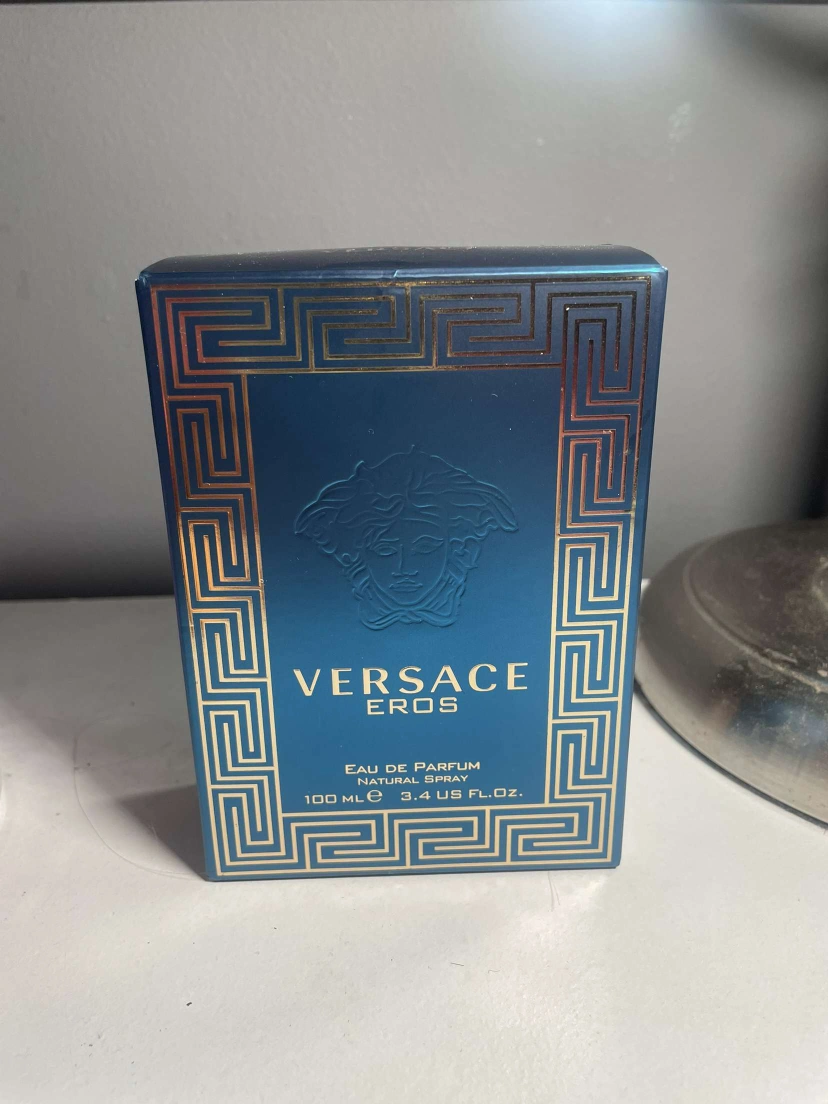 VERSACE
EROS
EAU DE PARFUM
NATURAL SPRAY
100 ML ℮ 3.4 US FL.OZ.